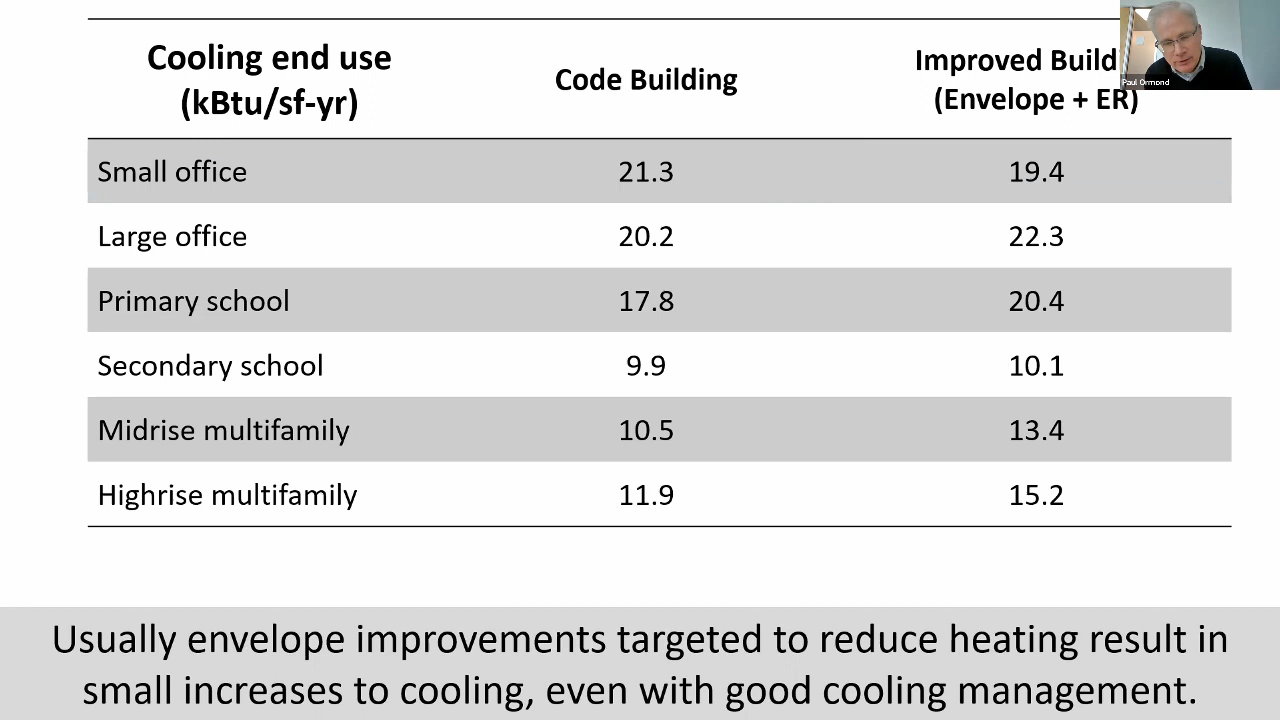 Cooling end use
(kBtu/sf-yr)
Code Building
Improved Build
(Envelope + ER)
Paul Ormond
Small office 21.3 19.4
Large office 20.2 22.3
Primary school 17.8 20.4
Secondary school 9.9 10.1
Midrise multifamily 10.5 13.4
Highrise multifamily 11.9 15.2
Usually envelope improvements targeted to reduce heating result in
small increases to cooling, even with good cooling management.